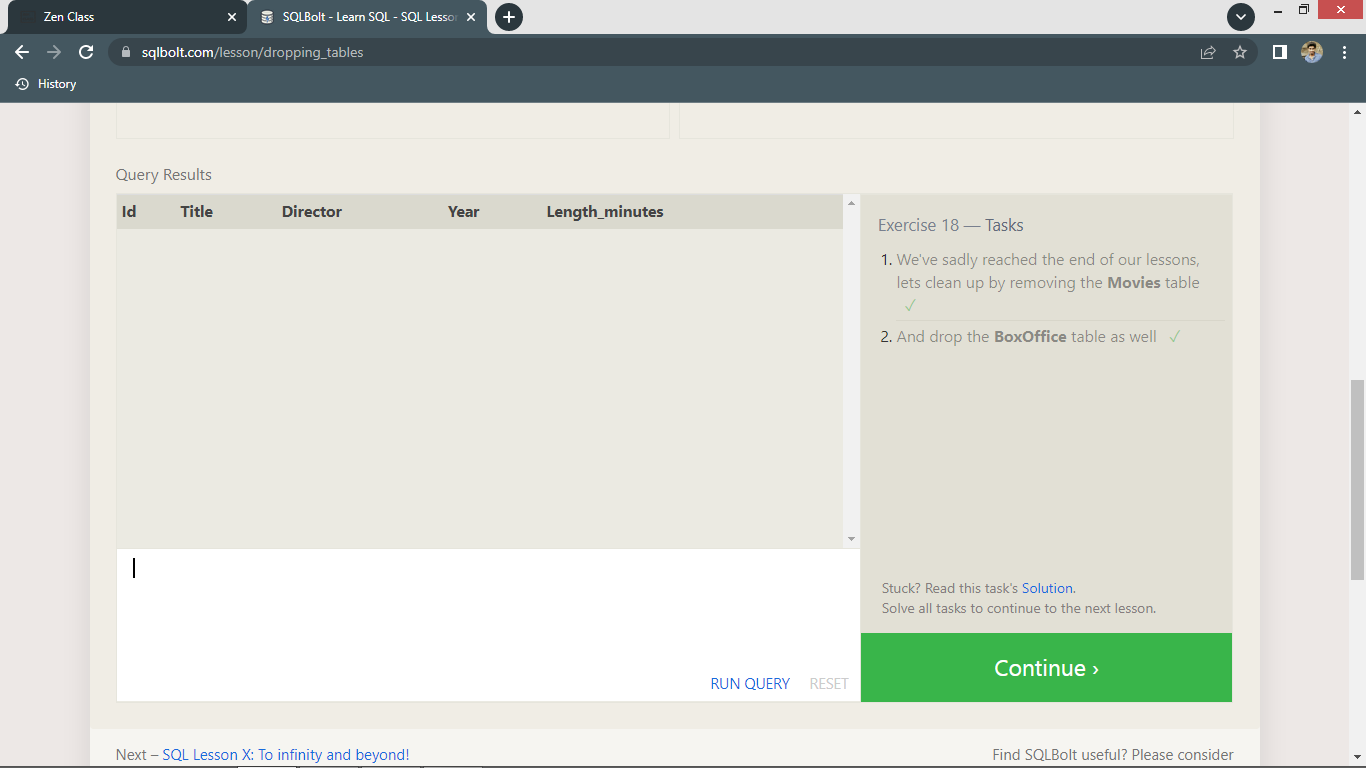 Zen Class
SQLBolt - Learn SQL - SQL Lesson
sqlbolt.com/lesson/dropping_tables
History
Query Results
Id Title Director Year Length_minutes
Exercise 18 — Tasks
1. We've sadly reached the end of our lessons,
lets clean up by removing the Movies table
✓
2. And drop the BoxOffice table as well ✓
Stuck? Read this task's Solution.
Solve all tasks to continue to the next lesson.
RUN QUERY RESET
Continue ›
Next – SQL Lesson X: To infinity and beyond!
Find SQLBolt useful? Please consider